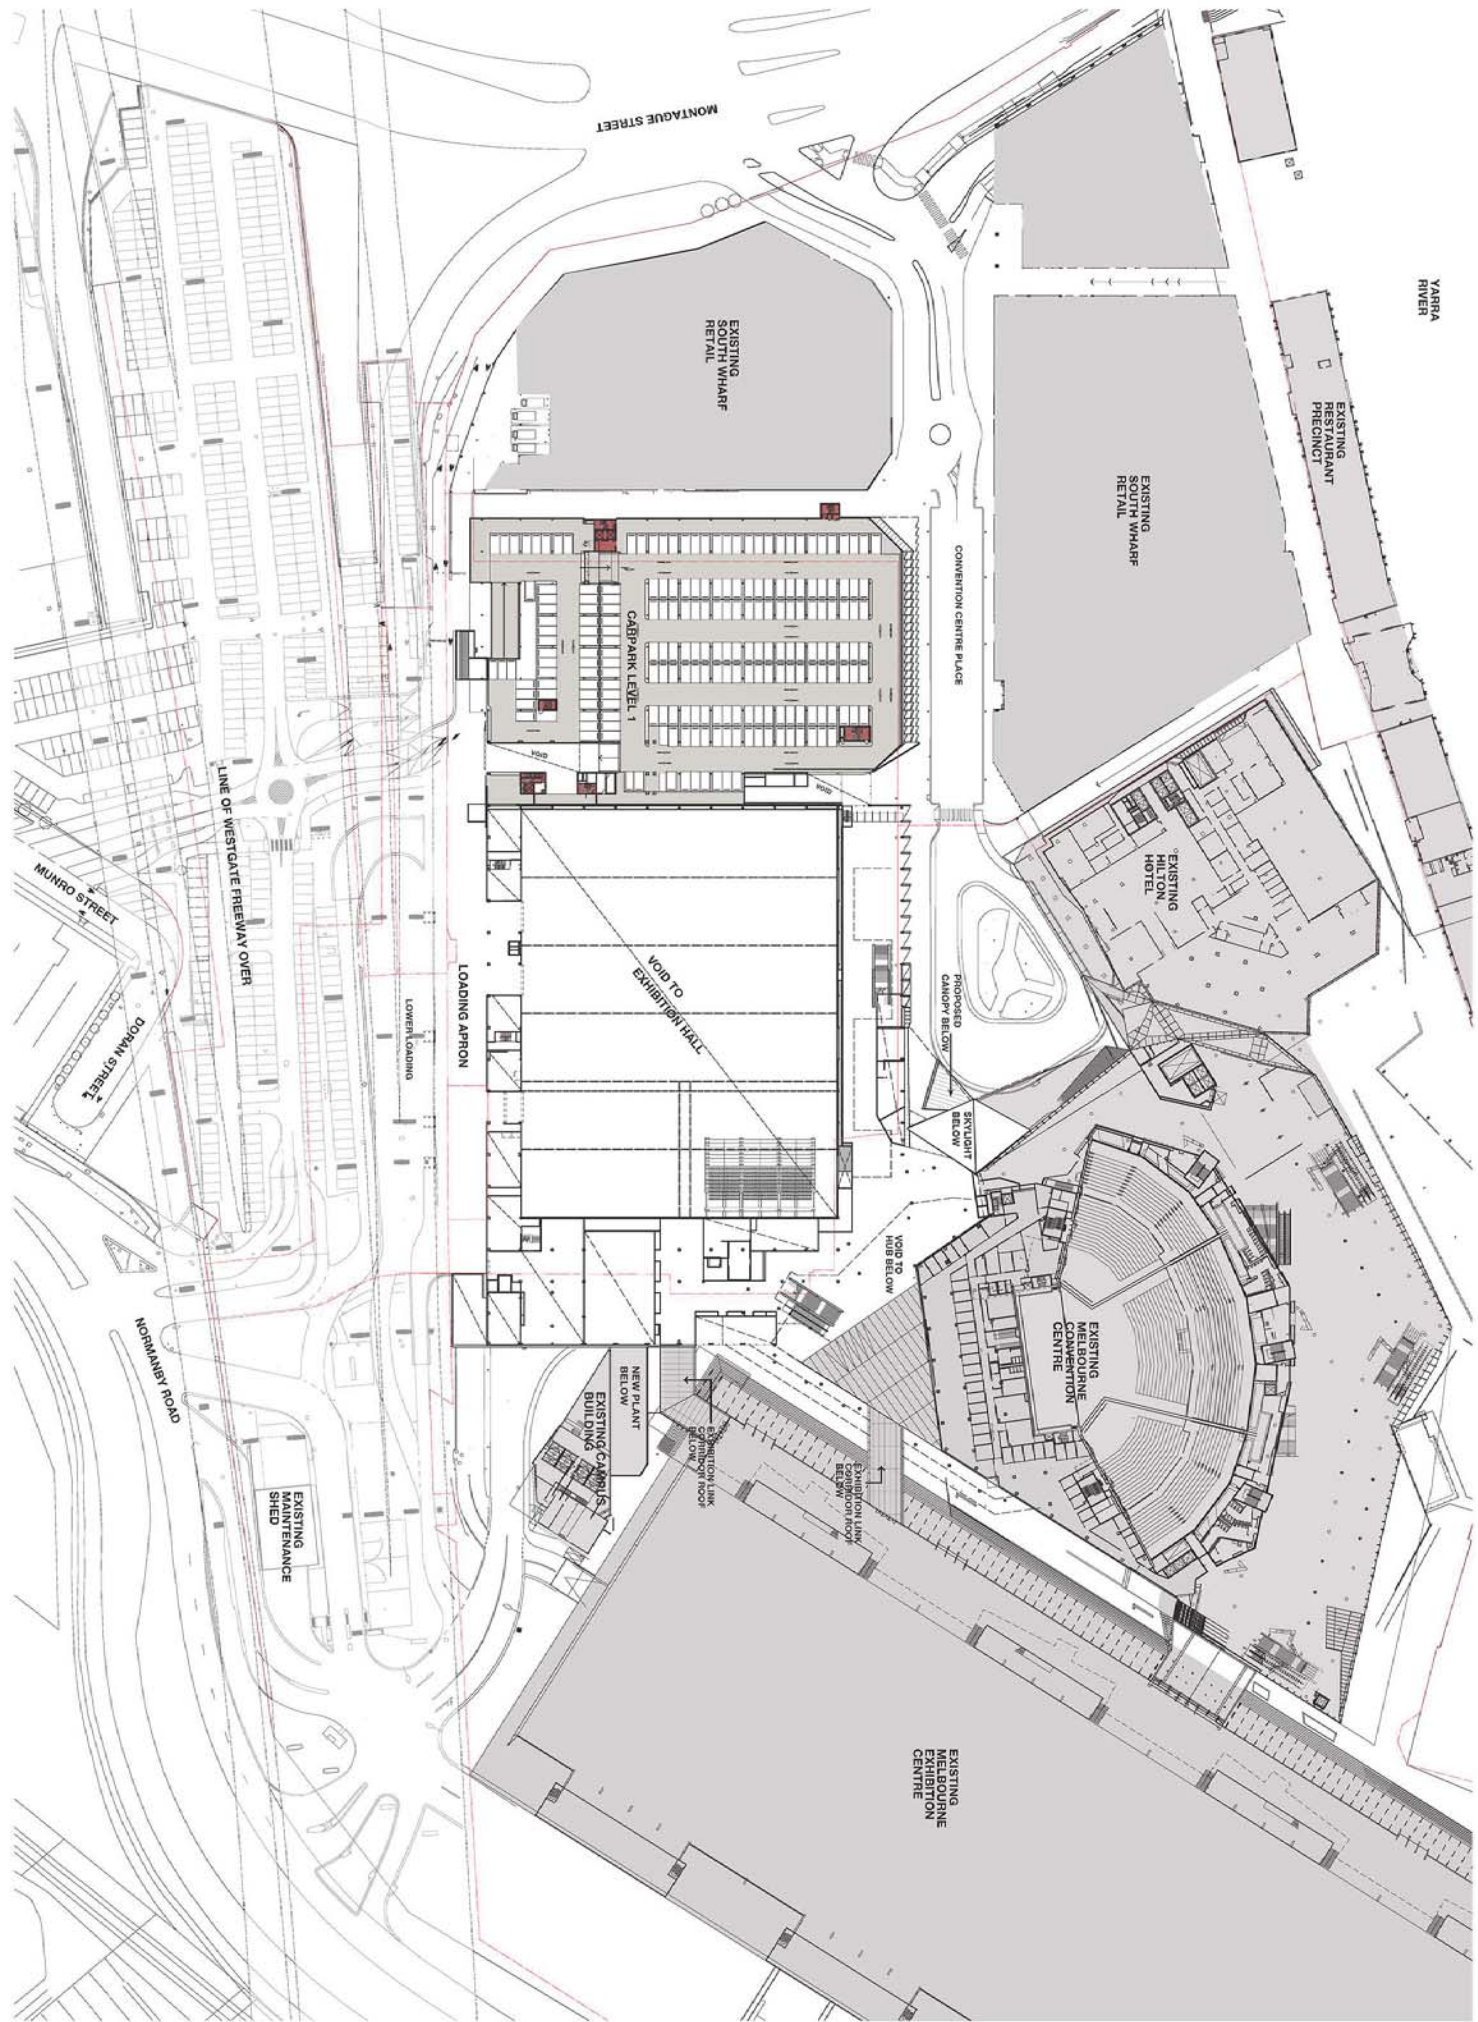 MONTAGUE STREET
YARRA
RIVER
EXISTING
SOUTH WHARF
RETAIL
EXISTING
RESTAURANT
PRECINCT
EXISTING
SOUTH WHARF
RETAIL
CONVENTION CENTRE PLACE
CARPARK LEVEL 1
VOID
VOID
LINE OF WESTGATE FREEWAY OVER
MUNRO STREET
DORAN STREET
LOWER LOADING
LOADING APRON
VOID TO
EXHIBITION HALL
EXISTING
HILTON
HOTEL
PROPOSED
CANOPY BELOW
SKYLIGHT
BELOW
VOID TO
HUB BELOW
EXISTING
MELBOURNE
CONVENTION
CENTRE
NORMANBY ROAD
NEW PLANT
BELOW
EXISTING CAMPUS
BUILDING
EXHIBITION LINK
CORRIDOR ROOF
BELOW
EXHIBITION LINK
CORRIDOR ROOF
BELOW
EXISTING
MAINTENANCE
SHED
EXISTING
MELBOURNE
EXHIBITION
CENTRE